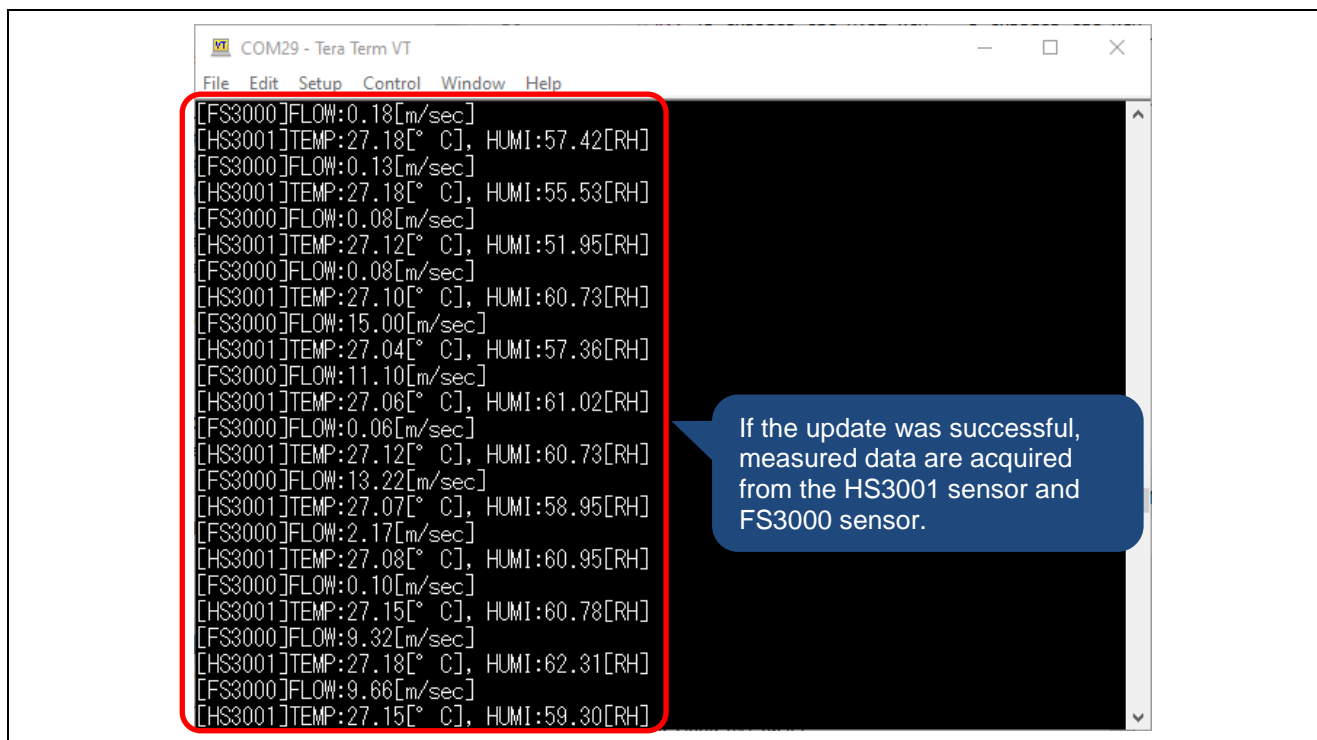 COM29 - Tera Term VT
File Edit Setup Control Window Help
[FS3000]FLOW:0.18[m/sec]
[HS3001]TEMP:27.18[° C], HUMI:57.42[RH]
[FS3000]FLOW:0.13[m/sec]
[HS3001]TEMP:27.18[° C], HUMI:55.53[RH]
[FS3000]FLOW:0.08[m/sec]
[HS3001]TEMP:27.12[° C], HUMI:51.95[RH]
[FS3000]FLOW:0.08[m/sec]
[HS3001]TEMP:27.10[° C], HUMI:60.73[RH]
[FS3000]FLOW:15.00[m/sec]
[HS3001]TEMP:27.04[° C], HUMI:57.36[RH]
[FS3000]FLOW:11.10[m/sec]
[HS3001]TEMP:27.06[° C], HUMI:61.02[RH]
[FS3000]FLOW:0.06[m/sec]
[HS3001]TEMP:27.12[° C], HUMI:60.73[RH]
[FS3000]FLOW:13.22[m/sec]
[HS3001]TEMP:27.07[° C], HUMI:58.95[RH]
[FS3000]FLOW:2.17[m/sec]
[HS3001]TEMP:27.08[° C], HUMI:60.95[RH]
[FS3000]FLOW:0.10[m/sec]
[HS3001]TEMP:27.15[° C], HUMI:60.78[RH]
[FS3000]FLOW:9.32[m/sec]
[HS3001]TEMP:27.18[° C], HUMI:62.31[RH]
[FS3000]FLOW:9.66[m/sec]
[HS3001]TEMP:27.15[° C], HUMI:59.30[RH]
If the update was successful,
measured data are acquired
from the HS3001 sensor and
FS3000 sensor.